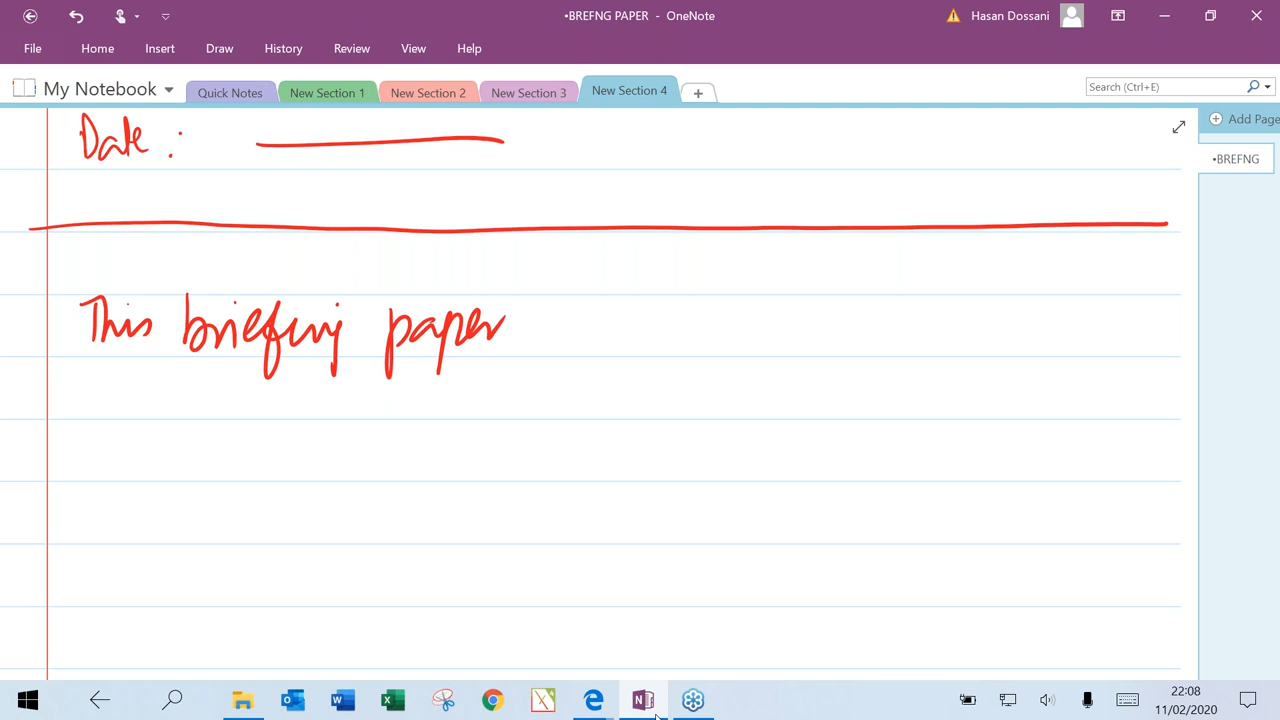 •BREFNG PAPER - OneNote
Hasan Dossani
File Home Insert Draw History Review View Help
My Notebook Quick Notes New Section 1 New Section 2 New Section 3 New Section 4 + Search (Ctrl+E)
Add Page
•BREFNG
Date :
This briefing paper
22:08
11/02/2020